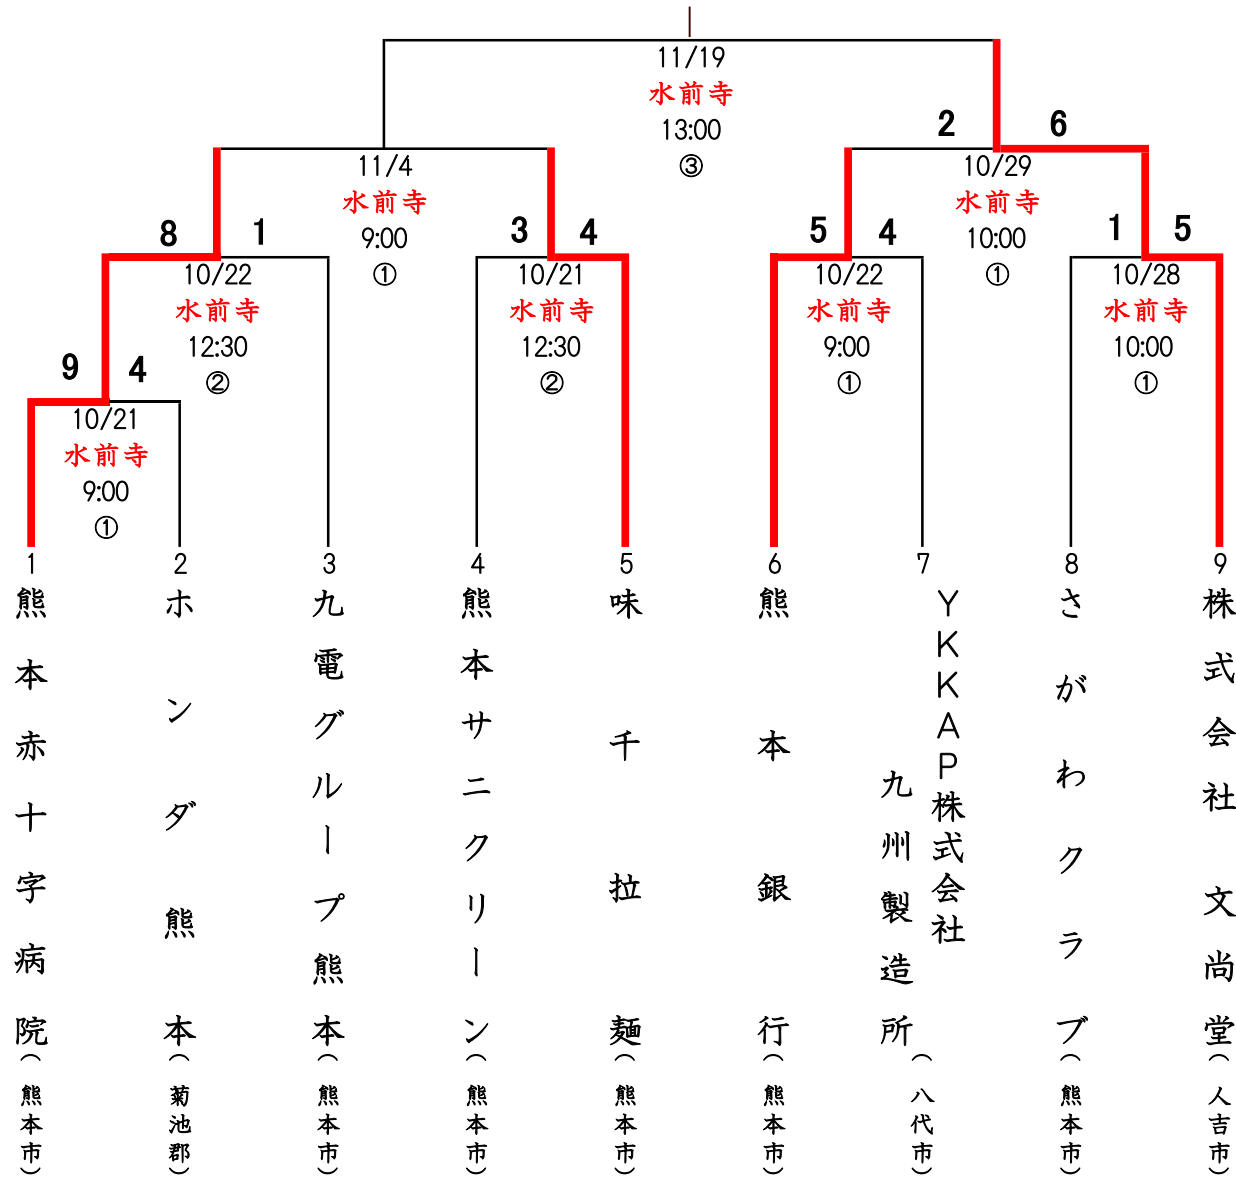 11/19
水前寺
13:00
③
2
6
11/4
水前寺
9:00
①
10/29
水前寺
10:00
①
8
1
3
4
5
4
1
5
10/22
水前寺
12:30
②
10/21
水前寺
12:30
②
10/22
水前寺
9:00
①
10/28
水前寺
10:00
①
9
4
10/21
水前寺
9:00
①
1
熊本赤十字病院(熊本市)
2
ホンダ熊本(菊池郡)
3
九電グループ熊本(熊本市)
4
熊本サニクリーン(熊本市)
5
味千拉麺(熊本市)
6
熊本銀行(熊本市)
7
YKKAP株式会社
九州製造所(八代市)
8
さがわクラブ(熊本市)
9
株式会社 文尚堂(人吉市)